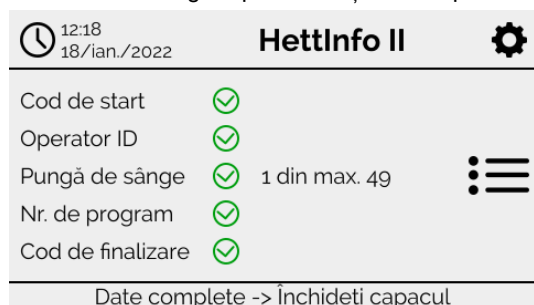 12:18
18/ian./2022
HettInfo II
Cod de start
Operator ID
Pungă de sânge 1 din max. 49
Nr. de program
Cod de finalizare
Date complete -> Închideti capacul